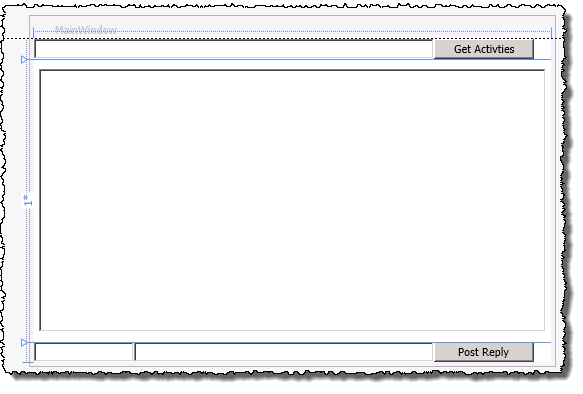 MainWindow
Get Activties
1*
Post Reply